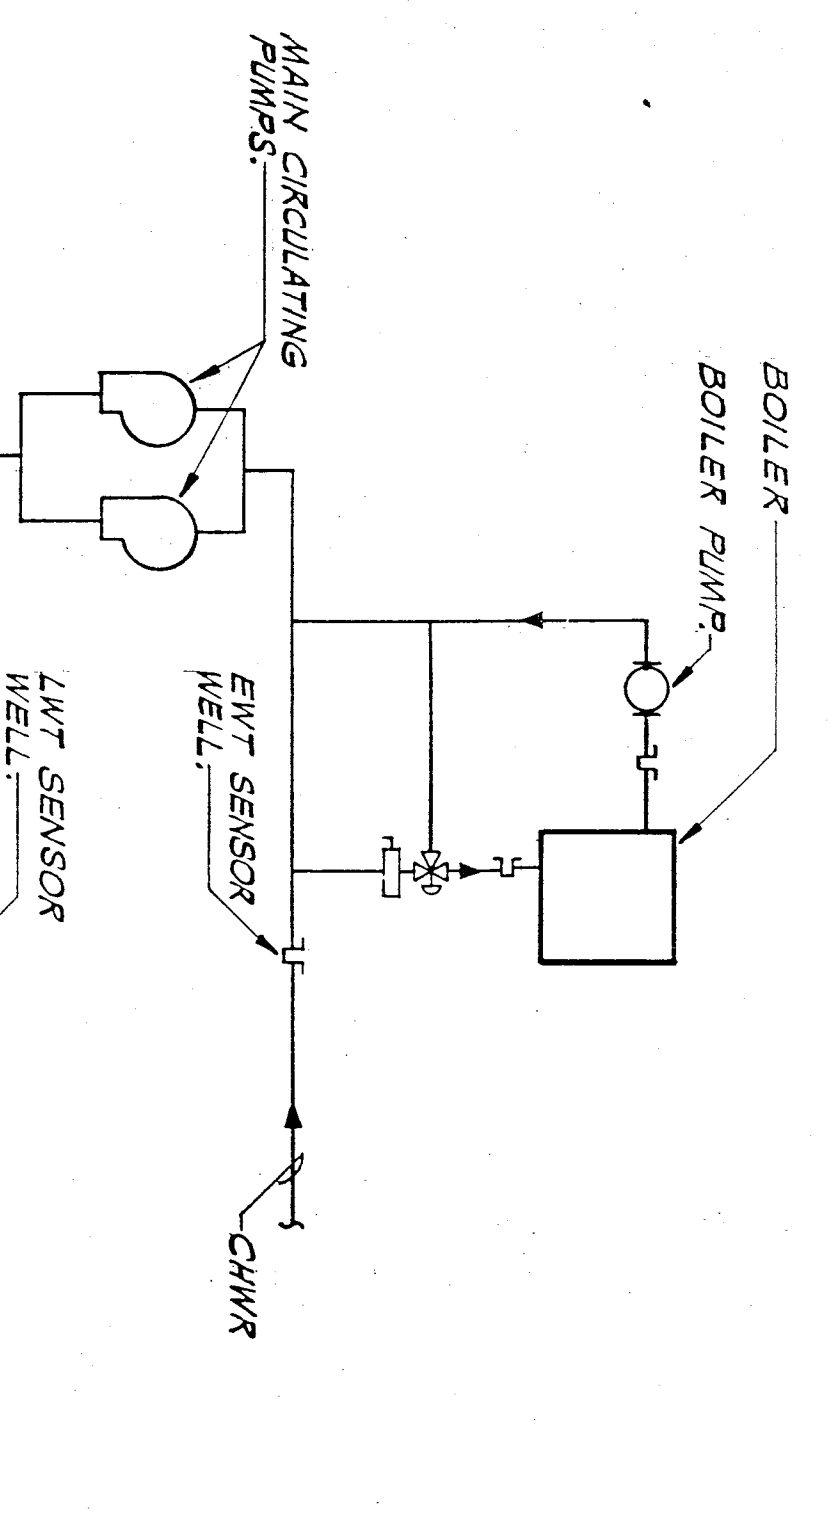 BOILER
BOILER PUMP.
MAIN CIRCULATING
PUMPS.
EWT SENSOR
WELL.
LWT SENSOR
WELL.
CHWR